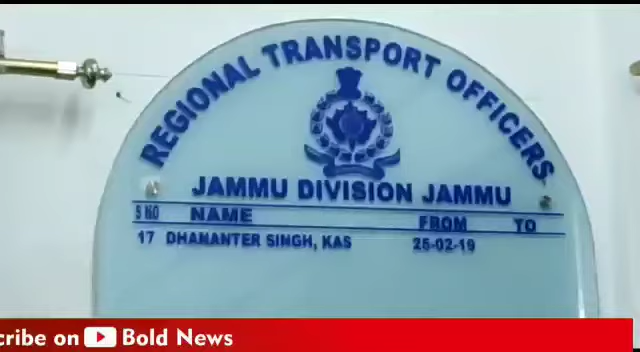 REGIONAL TRANSPORT OFFICERS
JAMMU DIVISION JAMMU
S NO NAME FROM TO
17 DHANANTER SINGH, KAS 25-02-19
cribe on Bold News